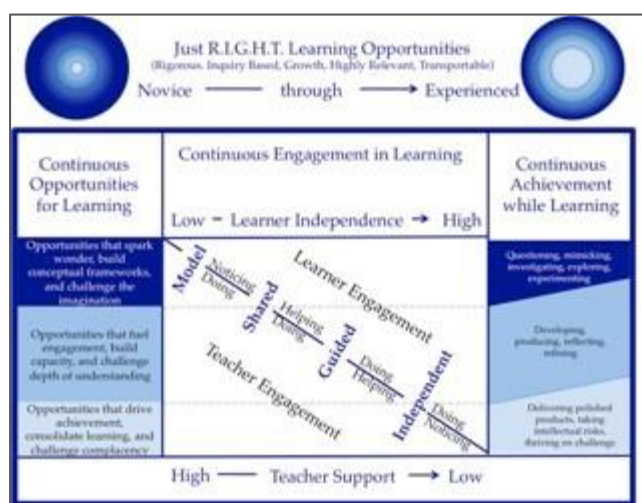 Just R.I.G.H.T. Learning Opportunities
(Rigorous. Inquiry Based, Growth, Highly Relevant, Transportable)
Novice — through → Experienced
Continuous
Opportunities
for Learning
Continuous Engagement in Learning
Low – Learner Independence → High
Continuous
Achievement
while Learning
Opportunities that spark
wonder, build
conceptual frameworks,
and challenge the
imagination
Opportunities that fuel
engagement, build
capacity, and challenge
depth of understanding
Opportunities that drive
achievement,
consolidate learning, and
challenge complacency
Model
Noticing
Doing
Shared
Helping
Doing
Guided
Doing
Helping
Independent
Doing
Noticing
Learner Engagement
Teacher Engagement
Questioning, mimicking,
investigating, exploring,
experimenting
Developing,
producing, reflecting,
refining
Delivering polished
products, taking
intellectual risks,
thriving on challenge
High — Teacher Support → Low